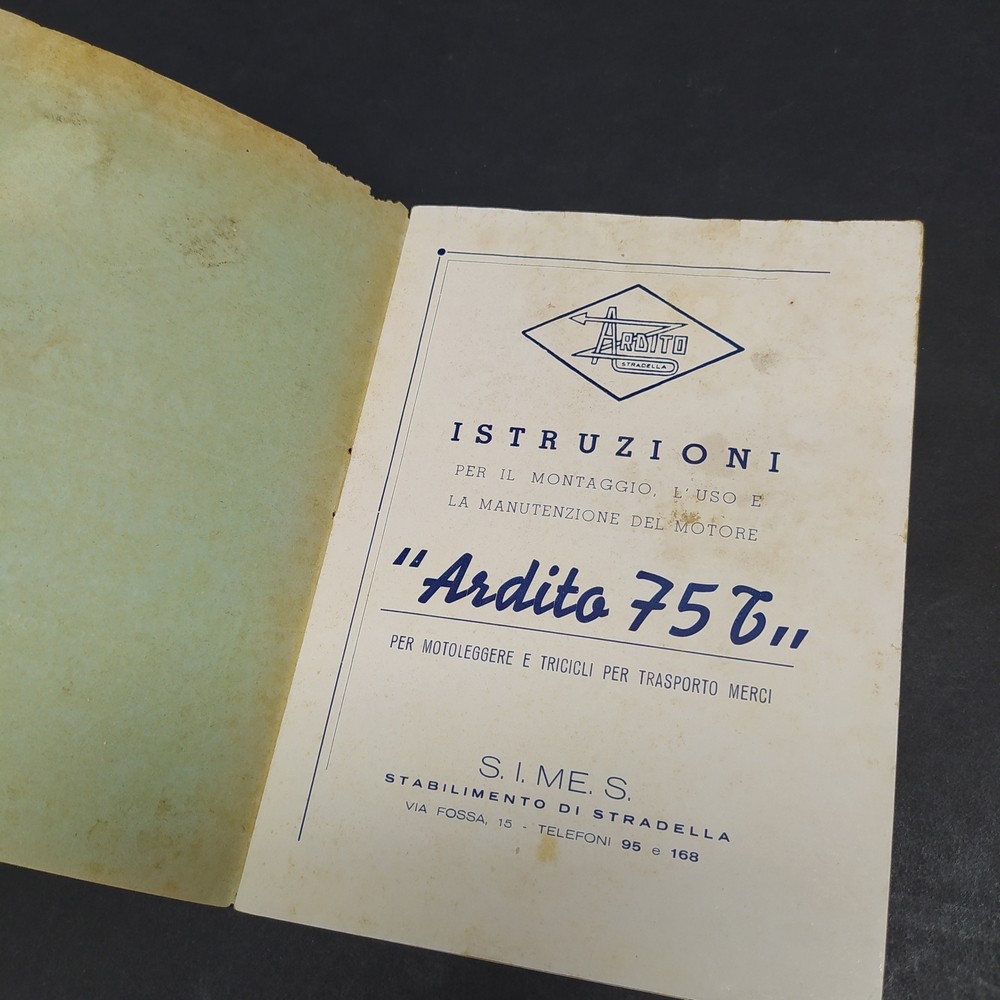 ARDITO
STRADELLA
ISTRUZIONI
PER IL MONTAGGIO, L'USO E
LA MANUTENZIONE DEL MOTORE
"Ardito 75 T"
PER MOTOLEGGERE E TRICICLI PER TRASPORTO MERCI
S. I. ME. S.
STABILIMENTO DI STRADELLA
VIA FOSSA, 15 - TELEFONI 95 e 168